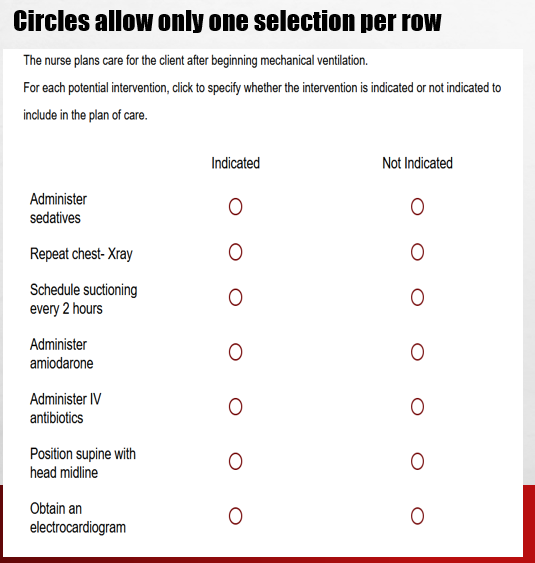 Circles allow only one selection per row
The nurse plans care for the client after beginning mechanical ventilation.
For each potential intervention, click to specify whether the intervention is indicated or not indicated to
include in the plan of care.
Indicated Not Indicated
Administer
sedatives
Repeat chest- Xray
Schedule suctioning
every 2 hours
Administer
amiodarone
Administer IV
antibiotics
Position supine with
head midline
Obtain an
electrocardiogram